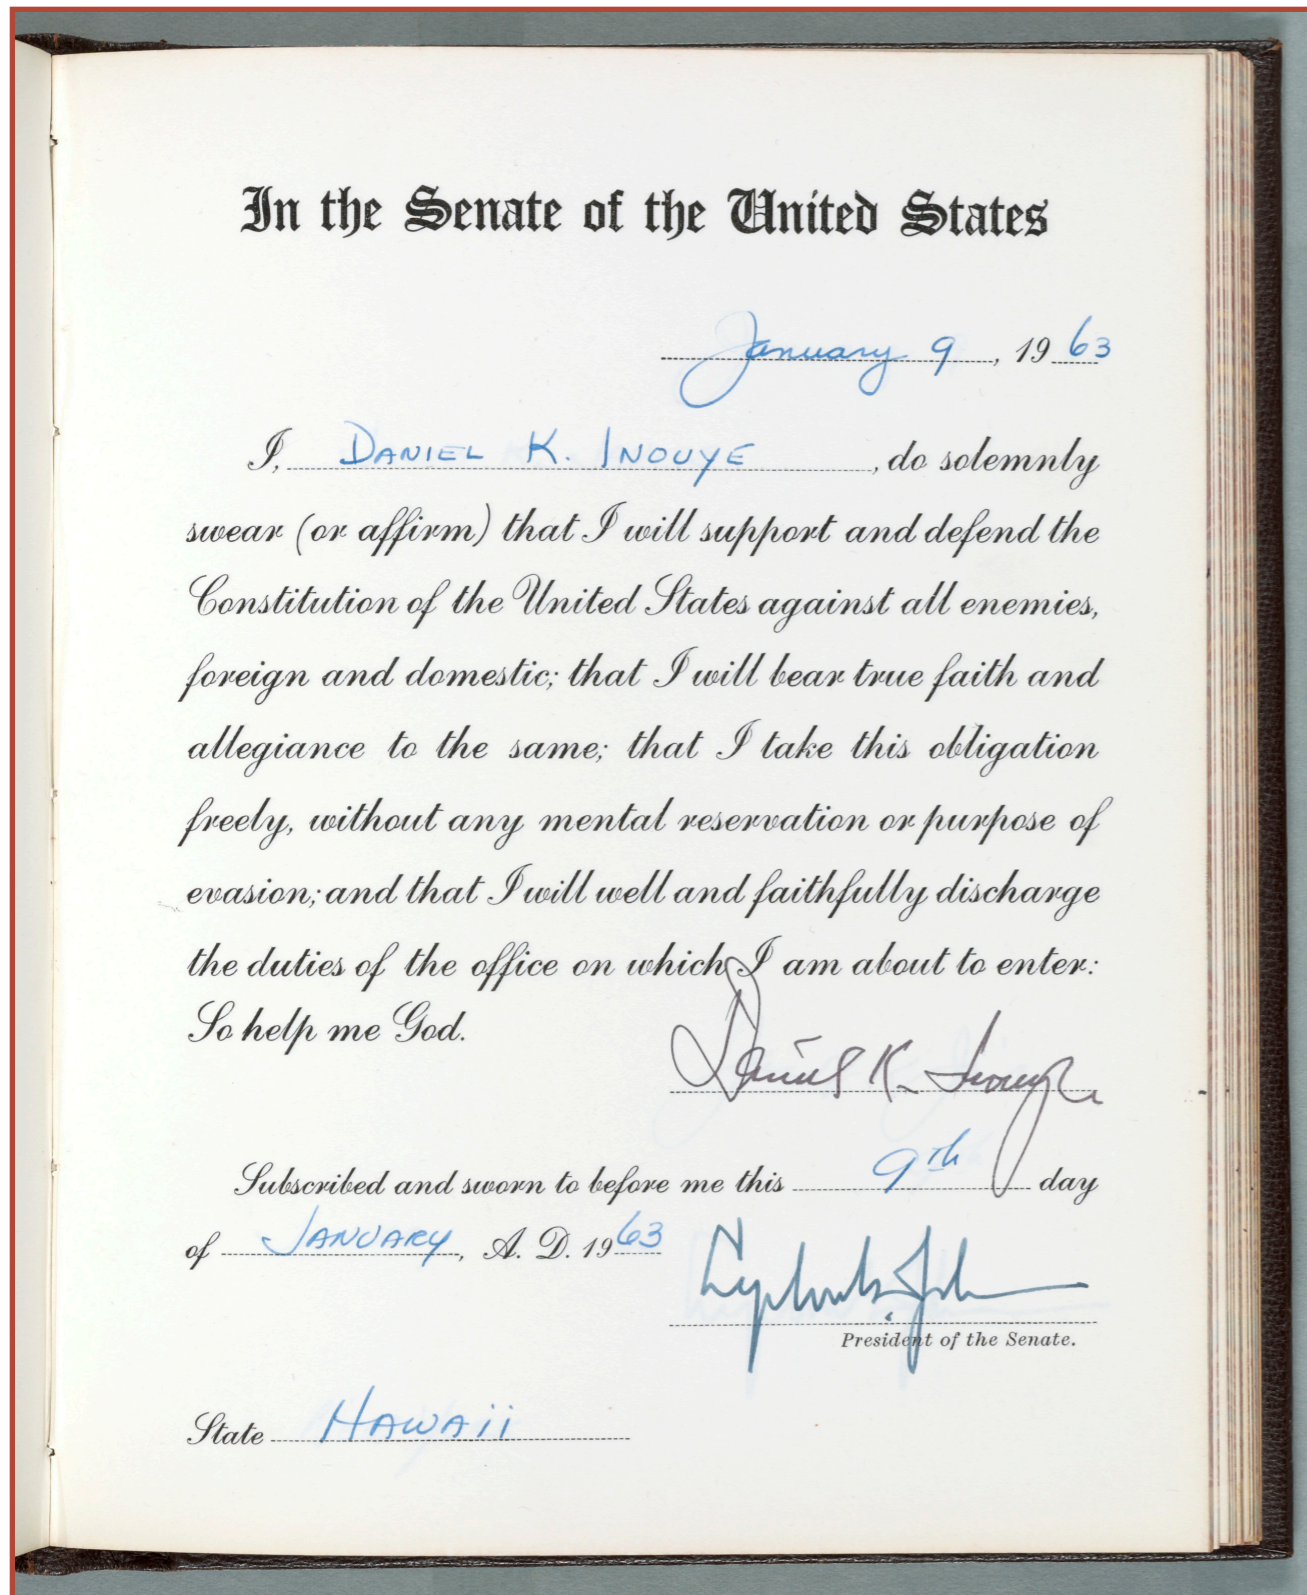 In the Senate of the United States
January 9, 1963
I, DANIEL K. INOUYE, do solemnly
swear (or affirm) that I will support and defend the
Constitution of the United States against all enemies,
foreign and domestic; that I will bear true faith and
allegiance to the same; that I take this obligation
freely, without any mental reservation or purpose of
evasion; and that I will well and faithfully discharge
the duties of the office on which I am about to enter:
So help me God.
Daniel K. Inouye
Subscribed and sworn to before me this 9th day
of JANUARY, A. D. 1963
Lyndon B. Johnson
President of the Senate.
State HAWAii